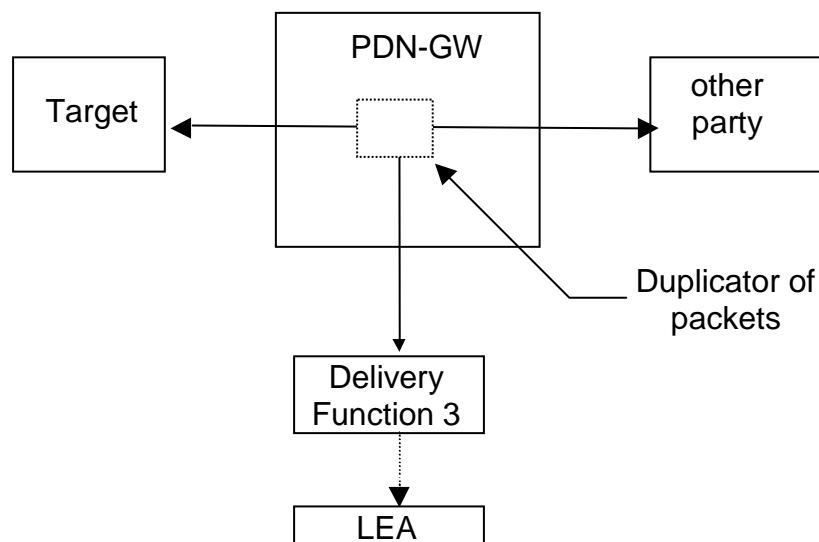 PDN-GW
Target
other
party
Duplicator of
packets
Delivery
Function 3
LEA